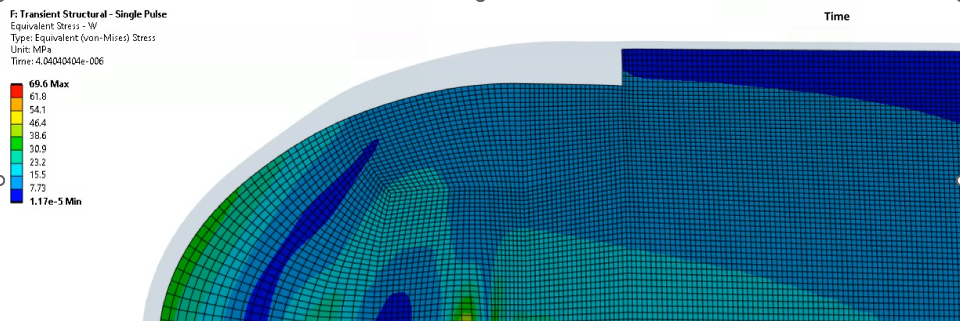 F: Transient Structural - Single Pulse
Equivalent Stress - W
Type: Equivalent (von-Mises) Stress
Unit: MPa
Time: 4.04040404e-006
69.6 Max
61.8
54.1
46.4
38.6
30.9
23.2
15.5
7.73
1.17e-5 Min
Time